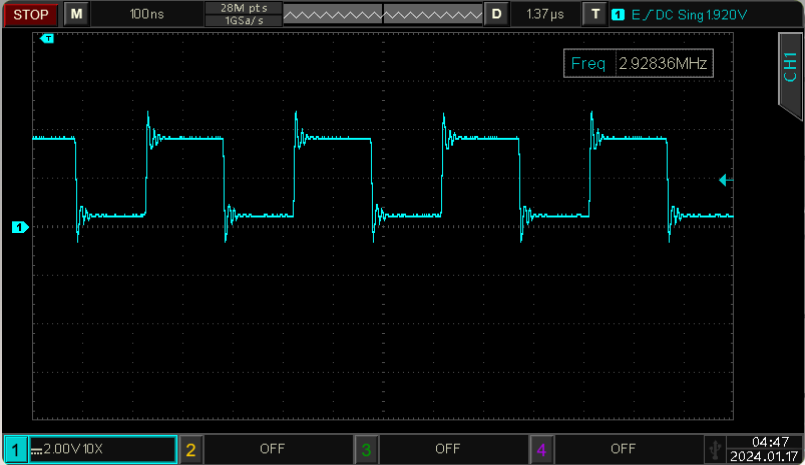 STOP M 100ns 28M pts D 1.37µs T 1 E DC Sing 1.920V
1GSa/s
T
Freq 2.92836MHz
CH1
1
1 2.00V 10X 2 OFF 3 OFF 4 OFF 04:47
2024.01.17